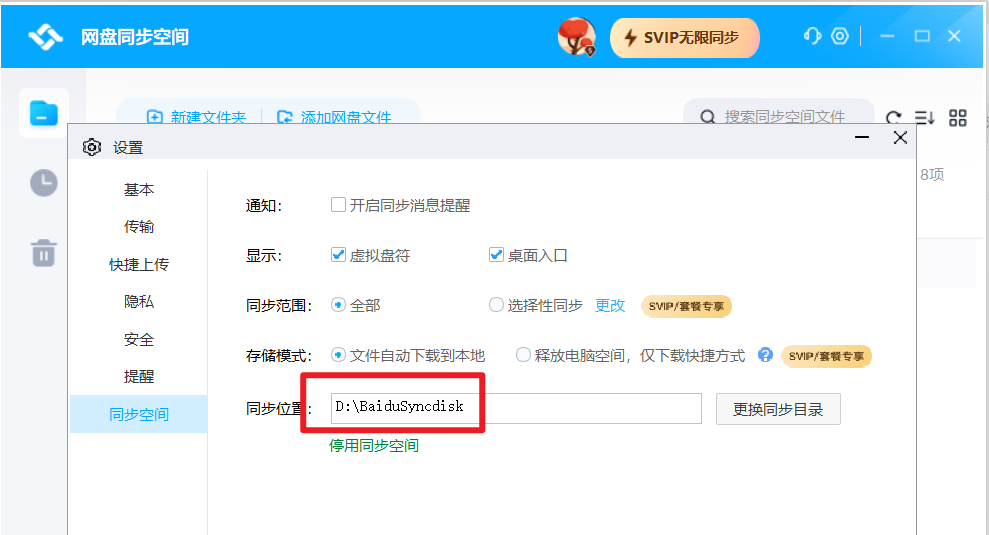 网盘同步空间
SVIP无限同步
新建文件夹
添加网盘文件
搜索同步空间文件
设置
8项
基本
传输
快捷上传
隐私
安全
提醒
同步空间
通知: 开启同步消息提醒
显示: 虚拟盘符 桌面入口
同步范围: 全部 选择性同步 更改 SVIP/套餐专享
存储模式: 文件自动下载到本地 释放电脑空间，仅下载快捷方式 ? SVIP/套餐专享
同步位置: D:\BaiduSyncdisk 更换同步目录
停用同步空间